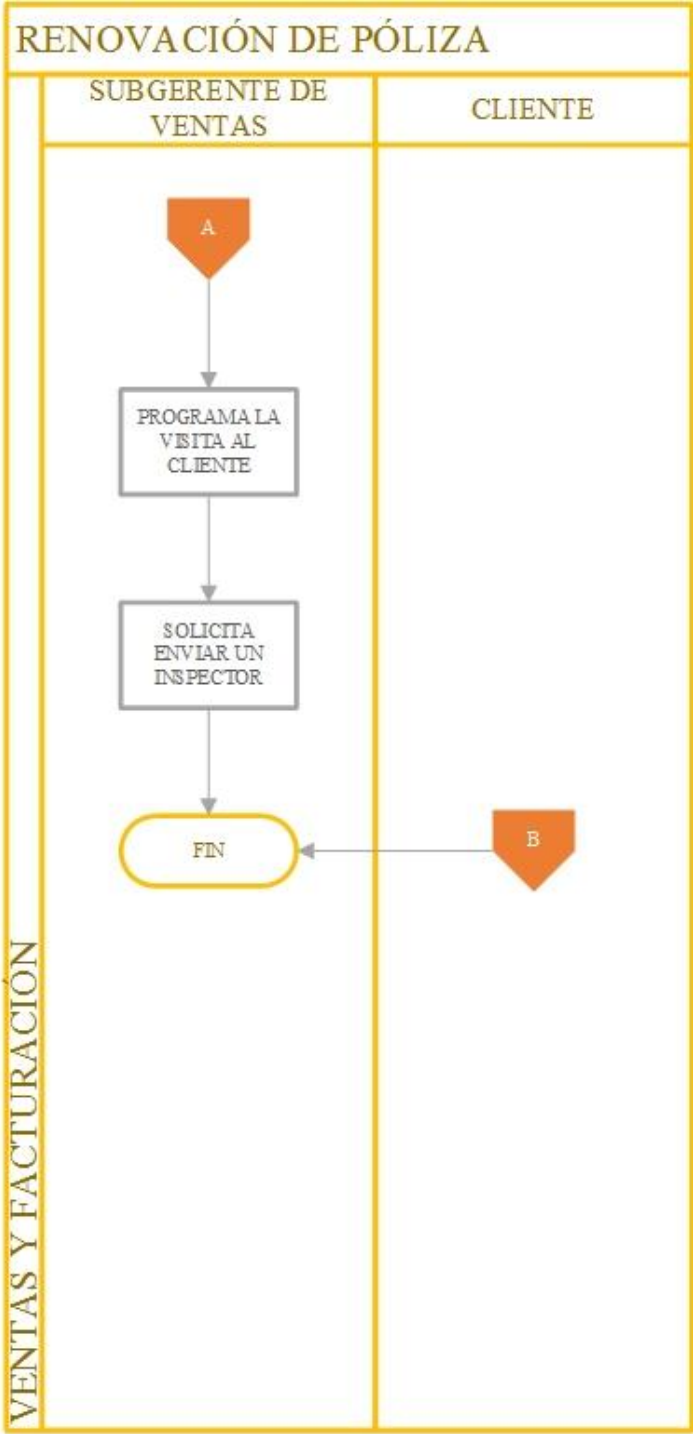 RENOVACIÓN DE PÓLIZA
SUBGERENTE DE
VENTAS
CLIENTE
A
PROGRAMA LA
VISITA AL
CLIENTE
SOLICITA
ENVIAR UN
INSPECTOR
FIN
B
VENTAS Y FACTURACIÓN